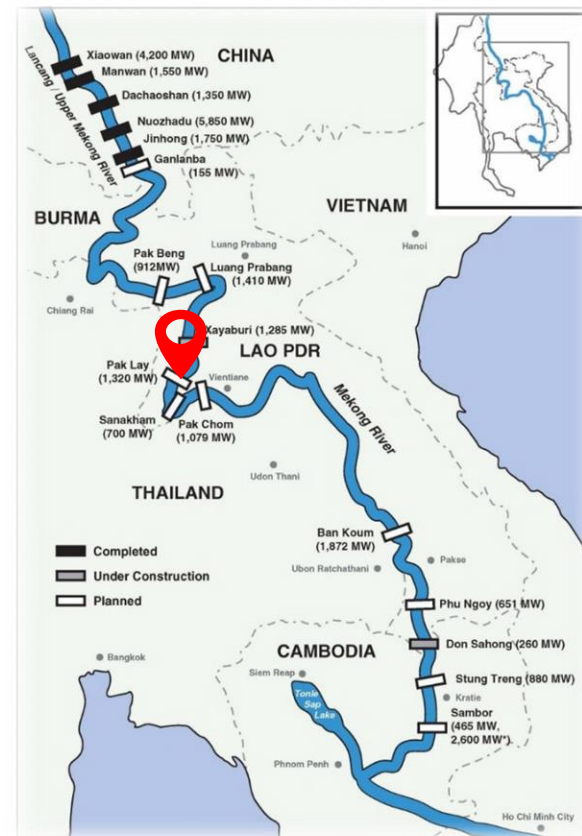 Xiaowan (4,200 MW)
Manwan (1,550 MW)
CHINA
Dachaoshan (1,350 MW)
Lancang / Upper Mekong River
Nuozhadu (5,850 MW)
Jinhong (1,750 MW)
Ganlanba
(155 MW)
BURMA
VIETNAM
Hanoi
Luang Prabang
Pak Beng
(912MW)
Luang Prabang
(1,410 MW)
Chiang Rai
Xayaburi (1,285 MW)
LAO PDR
Pak Lay
(1,320 MW)
Vientiane
Mekong River
Sanakham
(700 MW)
Pak Chom
(1,079 MW)
Udon Thani
THAILAND
Ban Koum
(1,872 MW)
Completed
Under Construction
Planned
Ubon Ratchathani
Pakse
Phu Ngoy (651 MW)
CAMBODIA
Don Sahong (260 MW)
Bangkok
Siem Reap
Stung Treng (880 MW)
Tonle
Sap
Lake
Kratie
Sambor
(465 MW,
2,600 MW*)
Phnom Penh
Ho Chi Minh City